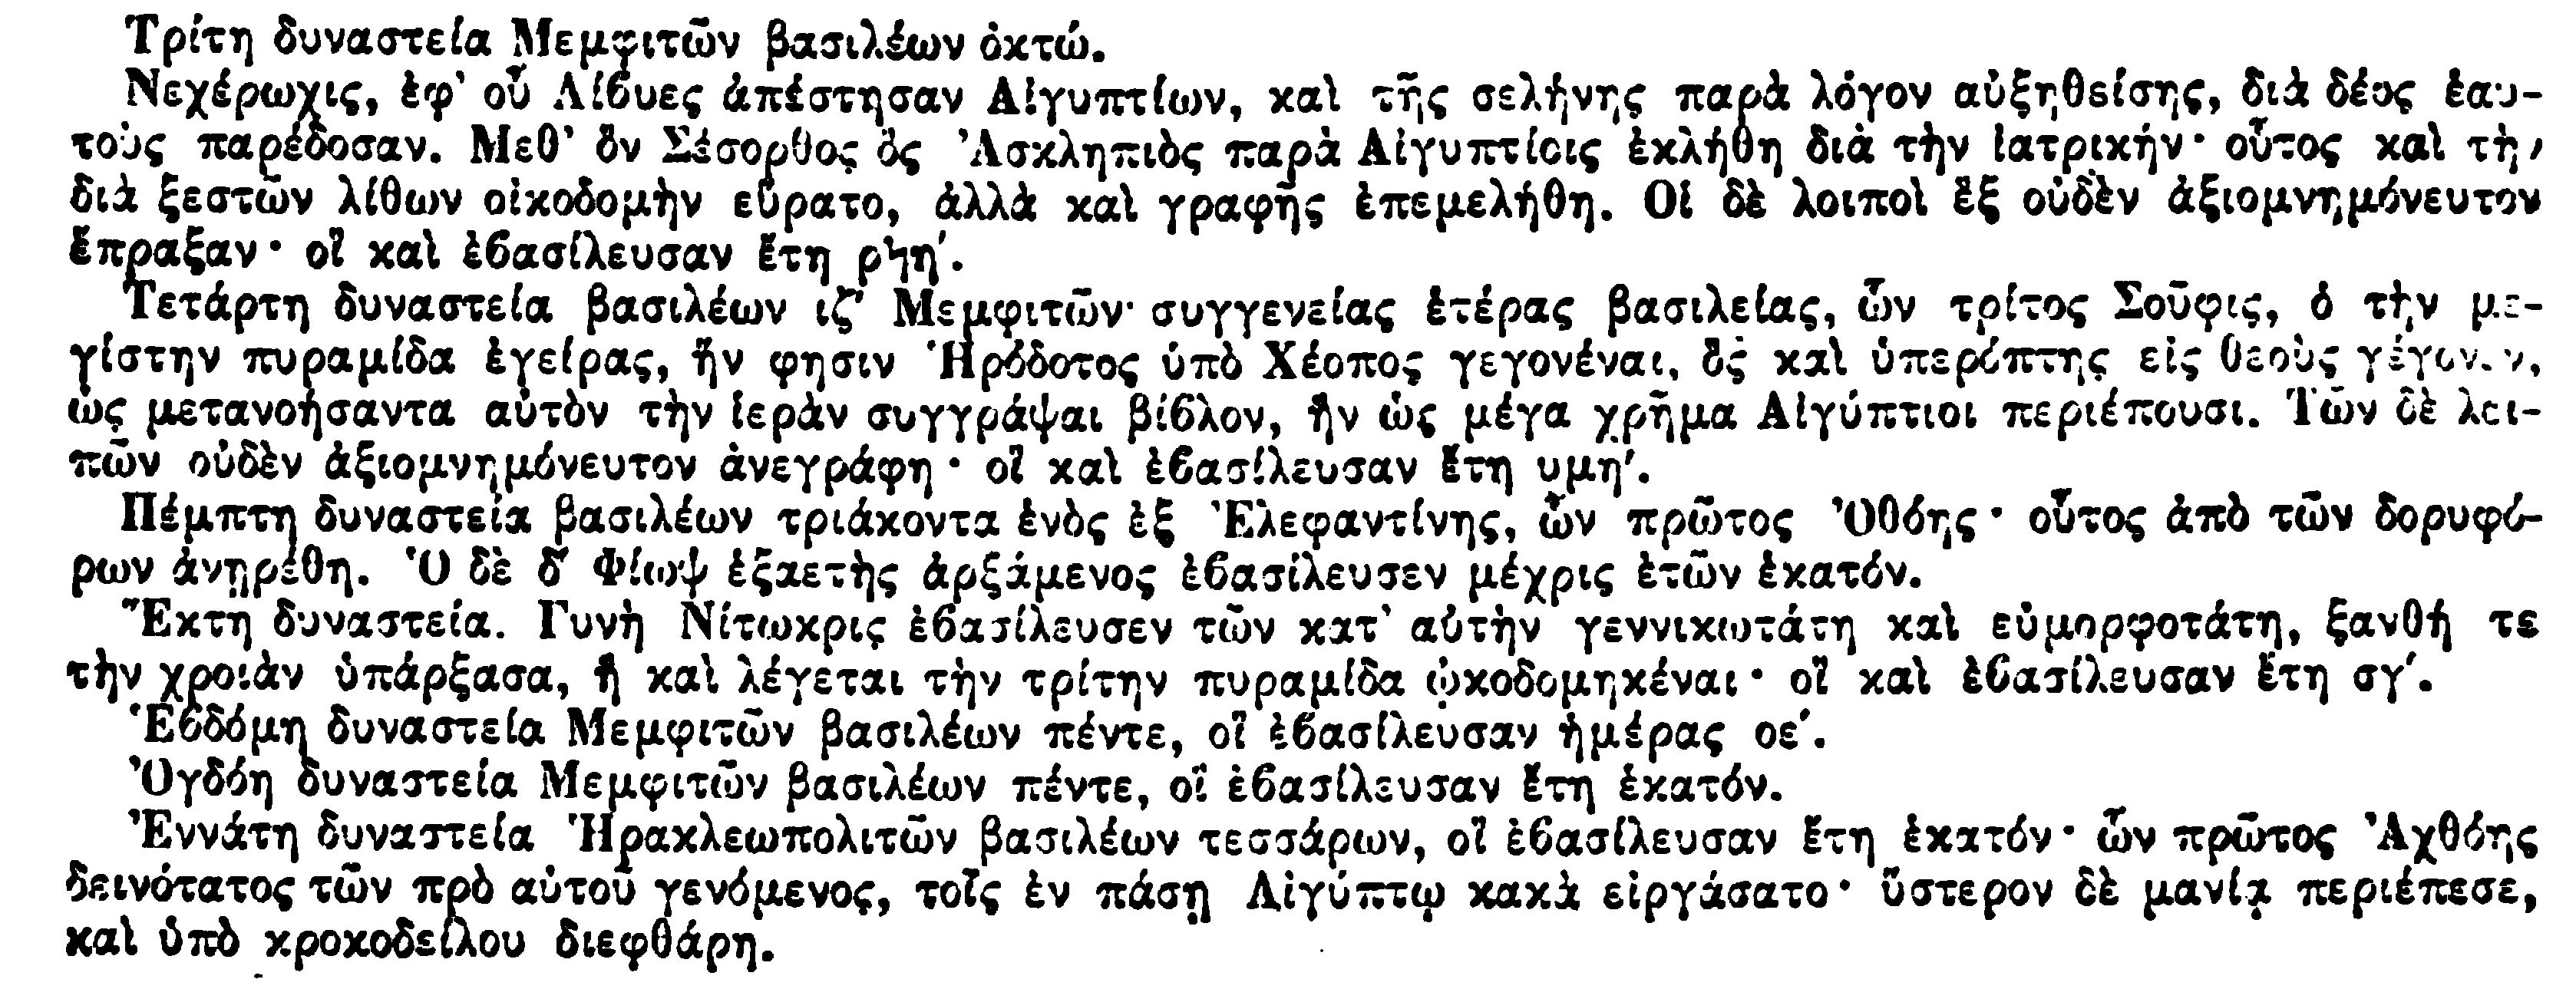 Τρίτη δυναστεία Μεμφιτῶν βασιλέων ὀκτώ.
Νεχέρωχις, ἐφ’ οὗ Λίϐυες ἀπέστησαν Αἰγυπτίων, καὶ τῆς σελήνης παρὰ λόγον αὐξηθείσης, διὰ δέος ἑαυ-
τοὺς παρέδοσαν. Μεθ’ ὃν Σέσορθος ὃς Ἀσκληπιὸς παρὰ Αἰγυπτίοις ἐκλήθη διὰ τὴν ἰατρικήν· οὗτος καὶ τὴν
διὰ ξεστῶν λίθων οἰκοδομὴν εὕρατο, ἀλλὰ καὶ γραφῆς ἐπεμελήθη. Οἱ δὲ λοιποὶ ἓξ οὐδὲν ἀξιομνημόνευτον
ἔπραξαν· οἳ καὶ ἐϐασίλευσαν ἔτη ρϟη΄.
Τετάρτη δυναστεία βασιλέων ιζ΄ Μεμφιτῶν· συγγενείας ἑτέρας βασιλείας, ὧν τρίτος Σοῦφις, ὁ τὴν με-
γίστην πυραμίδα ἐγείρας, ἥν φησιν Ἡρόδοτος ὑπὸ Χέοπος γεγονέναι, ὃς καὶ ὑπερόπτης εἰς θεοὺς γέγονεν,
ὡς μετανοήσαντα αὐτὸν τὴν ἱερὰν συγγράψαι βίϐλον, ἣν ὡς μέγα χρῆμα Αἰγύπτιοι περιέπουσι. Τῶν δὲ λοι-
πῶν οὐδὲν ἀξιομνημόνευτον ἀνεγράφη· οἳ καὶ ἐϐασίλευσαν ἔτη υμη΄.
Πέμπτη δυναστεία βασιλέων τριάκοντα ἑνὸς ἐξ Ἐλεφαντίνης, ὧν πρῶτος Ὀθόης· οὗτος ἀπὸ τῶν δορυφό-
ρων ἀνῃρέθη. Ὁ δὲ δ΄ Φίωψ ἑξαετὴς ἀρξάμενος ἐϐασίλευσεν μέχρις ἐτῶν ἑκατόν.
Ἕκτη δυναστεία. Γυνὴ Νίτωκρις ἐϐασίλευσεν τῶν κατ’ αὐτὴν γεννικωτάτη καὶ εὐμορφοτάτη, ξανθή τε
τὴν χροιὰν ὑπάρξασα, ἣ καὶ λέγεται τὴν τρίτην πυραμίδα ᾠκοδομηκέναι· οἳ καὶ ἐϐασίλευσαν ἔτη σγ΄.
Ἑϐδόμη δυναστεία Μεμφιτῶν βασιλέων πέντε, οἳ ἐϐασίλευσαν ἡμέρας οε΄.
Ὀγδόη δυναστεία Μεμφιτῶν βασιλέων πέντε, οἳ ἐϐασίλευσαν ἔτη ἑκατόν.
Ἐννάτη δυναστεία Ἡρακλεωπολιτῶν βασιλέων τεσσάρων, οἳ ἐϐασίλευσαν ἔτη ἑκατόν· ὧν πρῶτος Ἀχθόης
δεινότατος τῶν πρὸ αὐτοῦ γενόμενος, τοῖς ἐν πάσῃ Αἰγύπτῳ κακὰ εἰργάσατο· ὕστερον δὲ μανίᾳ περιέπεσε,
καὶ ὑπὸ κροκοδείλου διεφθάρη.